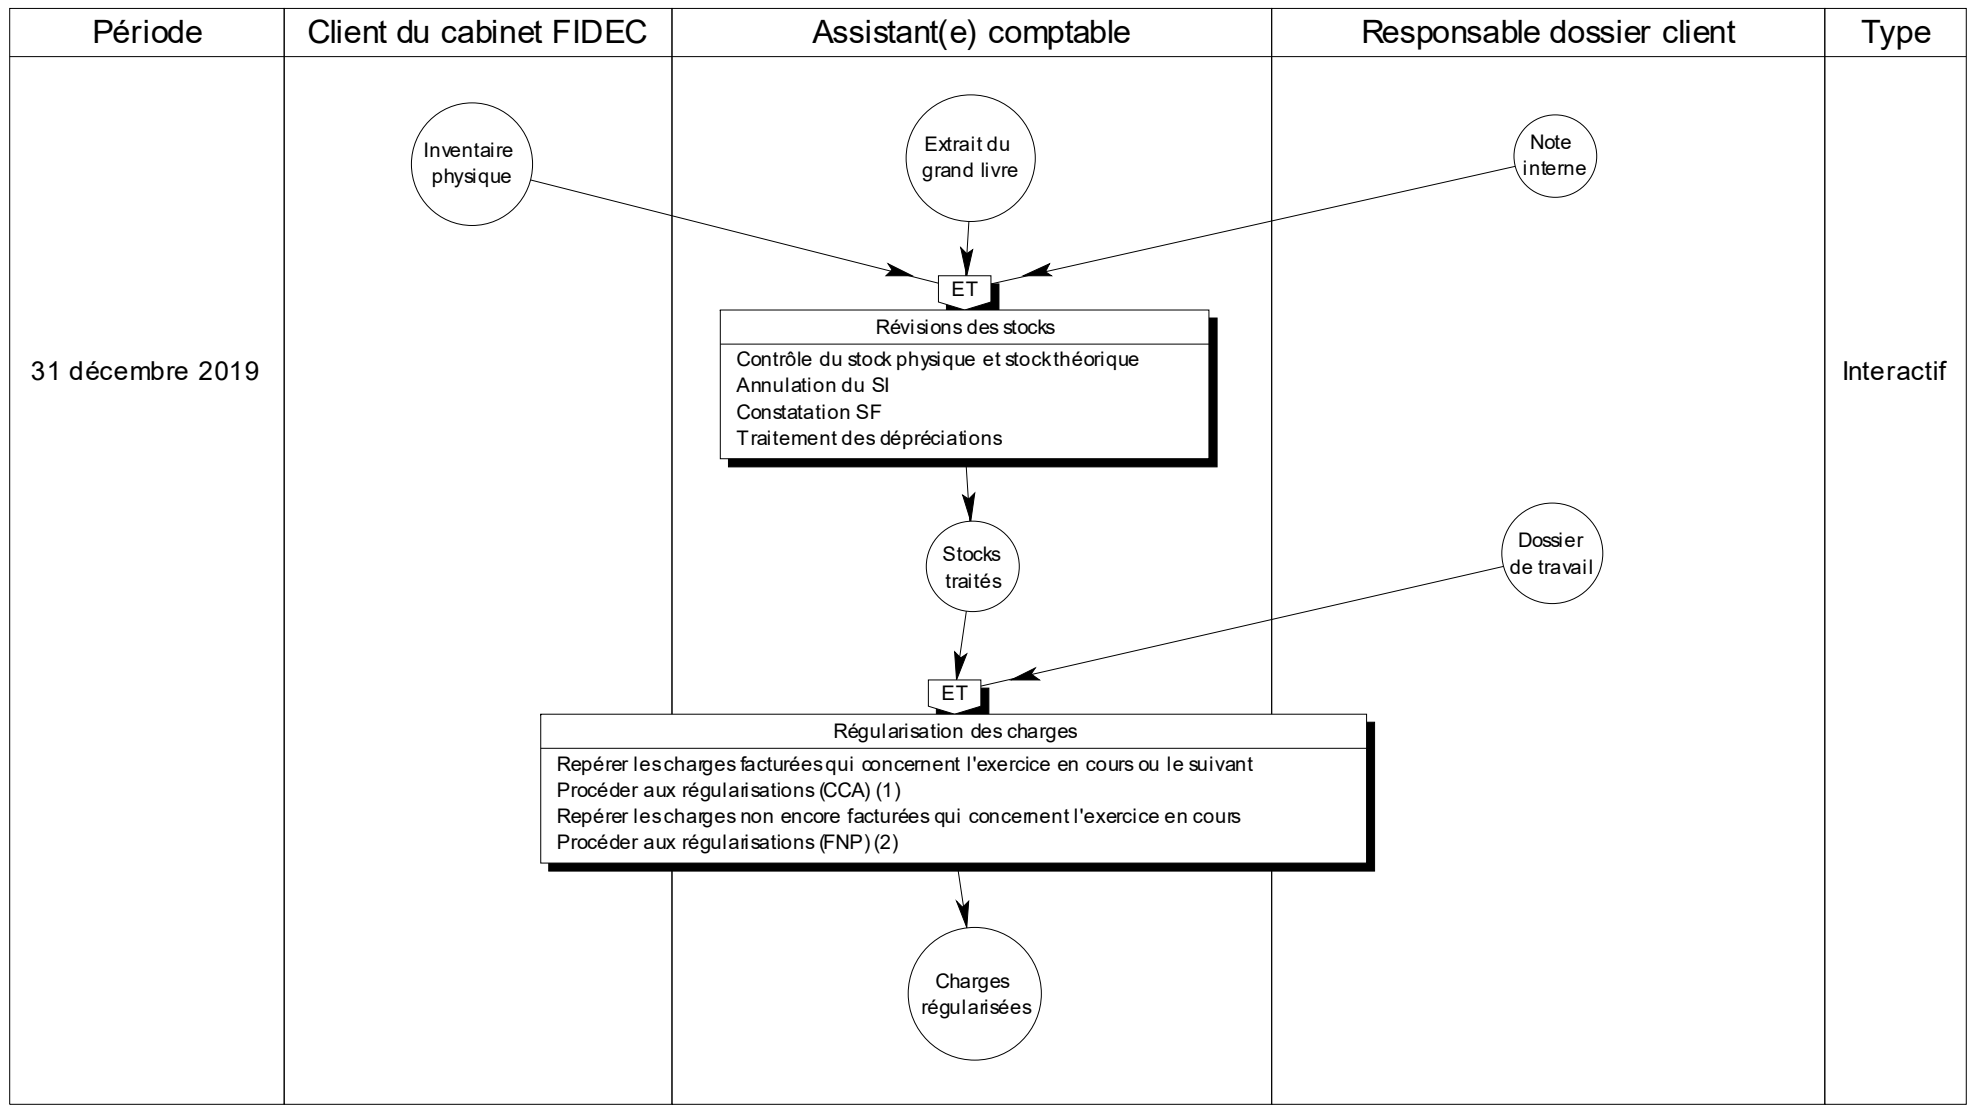 Période
Client du cabinet FIDEC
Assistant(e) comptable
Responsable dossier client
Type
Inventaire
physique
Extrait du
grand livre
Note
interne
ET
Révisions des stocks
Contrôle du stock physique et stock théorique
Annulation du SI
Constatation SF
Traitement des dépréciations
31 décembre 2019
Interactif
Stocks
traités
Dossier
de travail
ET
Régularisation des charges
Repérer les charges facturées qui concernent l'exercice en cours ou le suivant
Procéder aux régularisations (CCA) (1)
Repérer les charges non encore facturées qui concernent l'exercice en cours
Procéder aux régularisations (FNP) (2)
Charges
régularisées